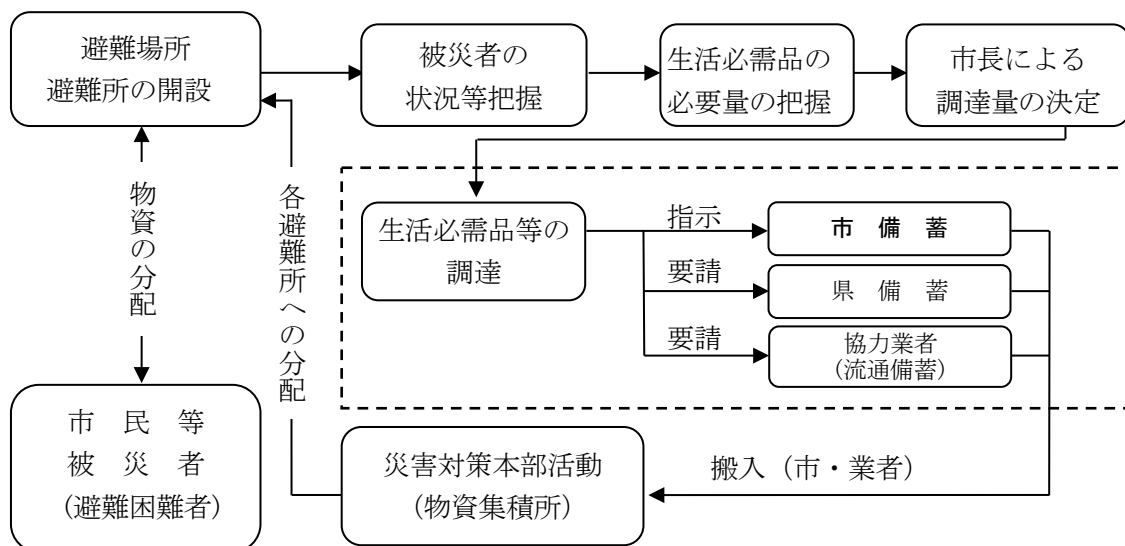 避難場所
避難所の開設
被災者の
状況等把握
生活必需品の
必要量の把握
市長による
調達量の決定
物資の分配
各避難所への分配
生活必需品等の
調達
指示
市　備　蓄
要請
県　備　蓄
要請
協力業者
（流通備蓄）
市　民　等
被　災　者
（避難困難者）
災害対策本部活動
（物資集積所）
搬入（市・業者）